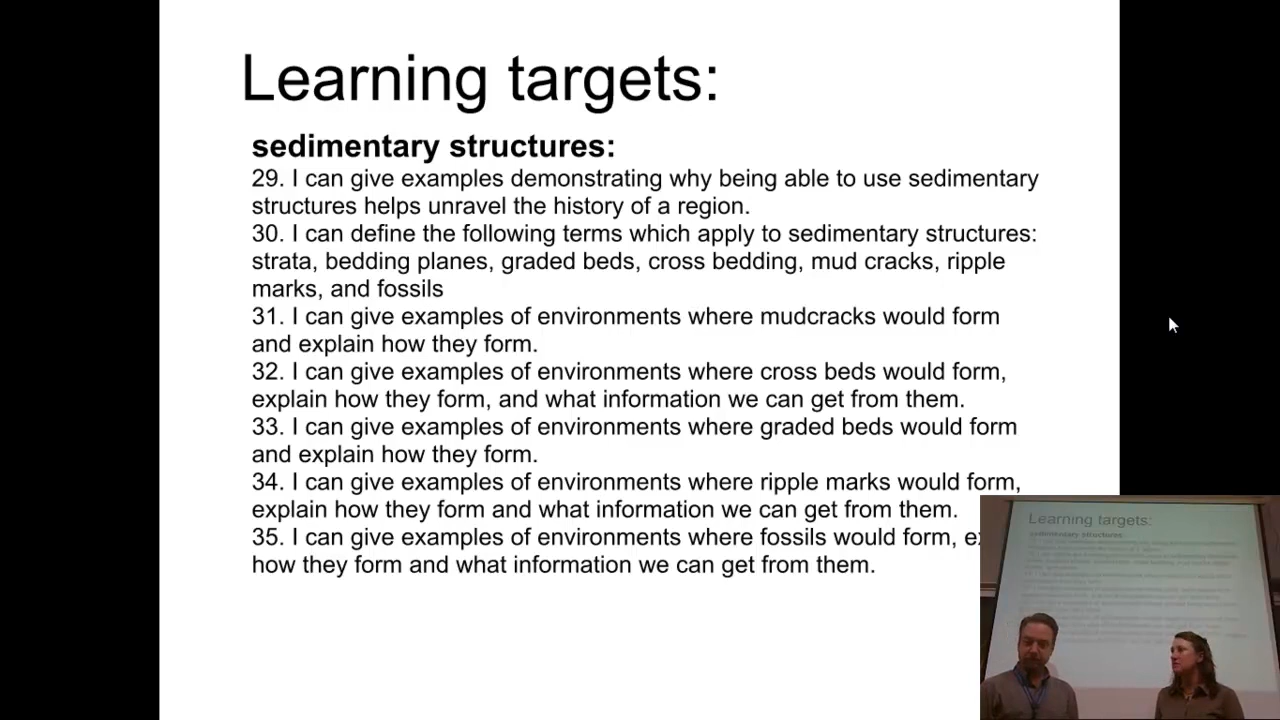 Learning targets:
sedimentary structures:
29. I can give examples demonstrating why being able to use sedimentary
structures helps unravel the history of a region.
30. I can define the following terms which apply to sedimentary structures:
strata, bedding planes, graded beds, cross bedding, mud cracks, ripple
marks, and fossils
31. I can give examples of environments where mudcracks would form
and explain how they form.
32. I can give examples of environments where cross beds would form,
explain how they form, and what information we can get from them.
33. I can give examples of environments where graded beds would form
and explain how they form.
34. I can give examples of environments where ripple marks would form,
explain how they form and what information we can get from them.
35. I can give examples of environments where fossils would form,
how they form and what information we can get from them.
Learning targets:
sedimentary structures: